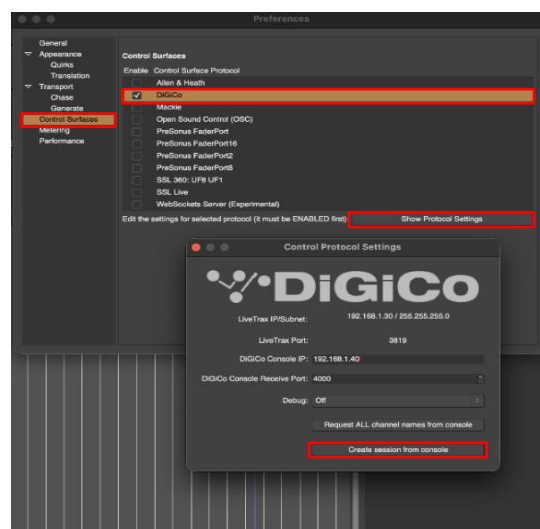 Preferences
General
Appearance
Quirks
Translation
Transport
Chase
Generate
Control Surfaces
Metering
Performance
Control Surfaces
Enable Control Surface Protocol
Allen & Heath
DiGiCo
Mackie
Open Sound Control (OSC)
PreSonus FaderPort
PreSonus FaderPort16
PreSonus FaderPort2
PreSonus FaderPort8
SSL 360: UF8 UF1
SSL Live
WebSockets Server (Experimental)
Edit the settings for selected protocol (it must be ENABLED first): Show Protocol Settings
Control Protocol Settings
DiGiCo
LiveTrax IP/Subnet: 192.168.1.30 / 255.255.255.0
LiveTrax Port: 3819
DiGiCo Console IP: 192.168.1.40
DiGiCo Console Receive Port: 4000
Debug: Off
Request ALL channel names from console
Create session from console